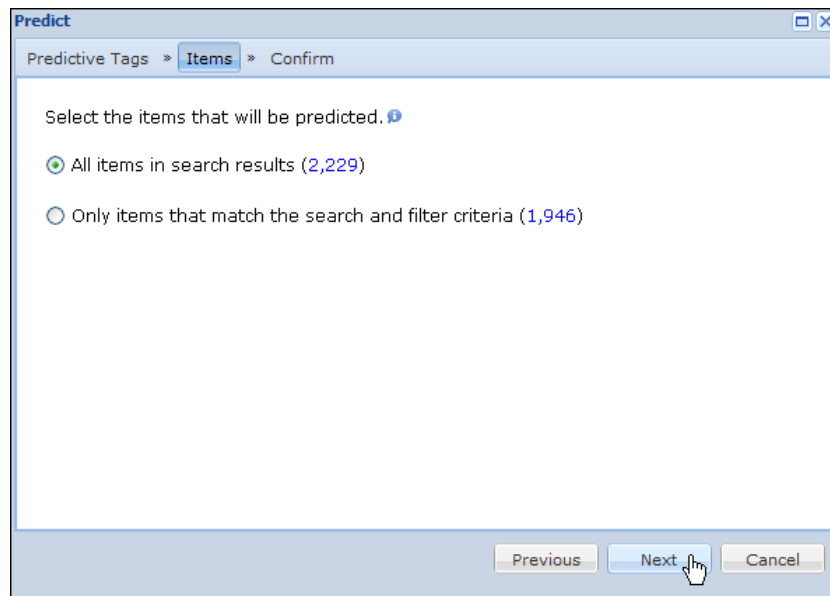 Predict
Predictive Tags » Items » Confirm
Select the items that will be predicted.
All items in search results (2,229)
Only items that match the search and filter criteria (1,946)
Previous Next Cancel